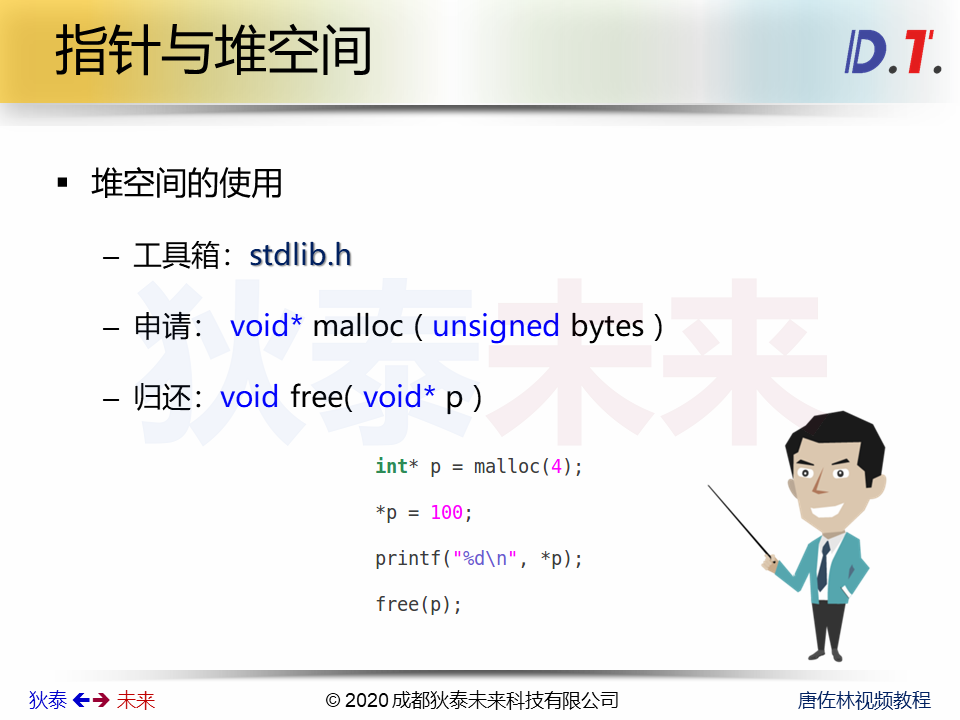 指针与堆空间
D.T.
▪ 堆空间的使用
– 工具箱：stdlib.h
– 申请： void* malloc ( unsigned bytes )
– 归还：void free( void* p )
狄泰未来
int* p = malloc(4);
*p = 100;
printf("%d\n", *p);
free(p);
狄泰 🡸🡺 未来
© 2020 成都狄泰未来科技有限公司
唐佐林视频教程